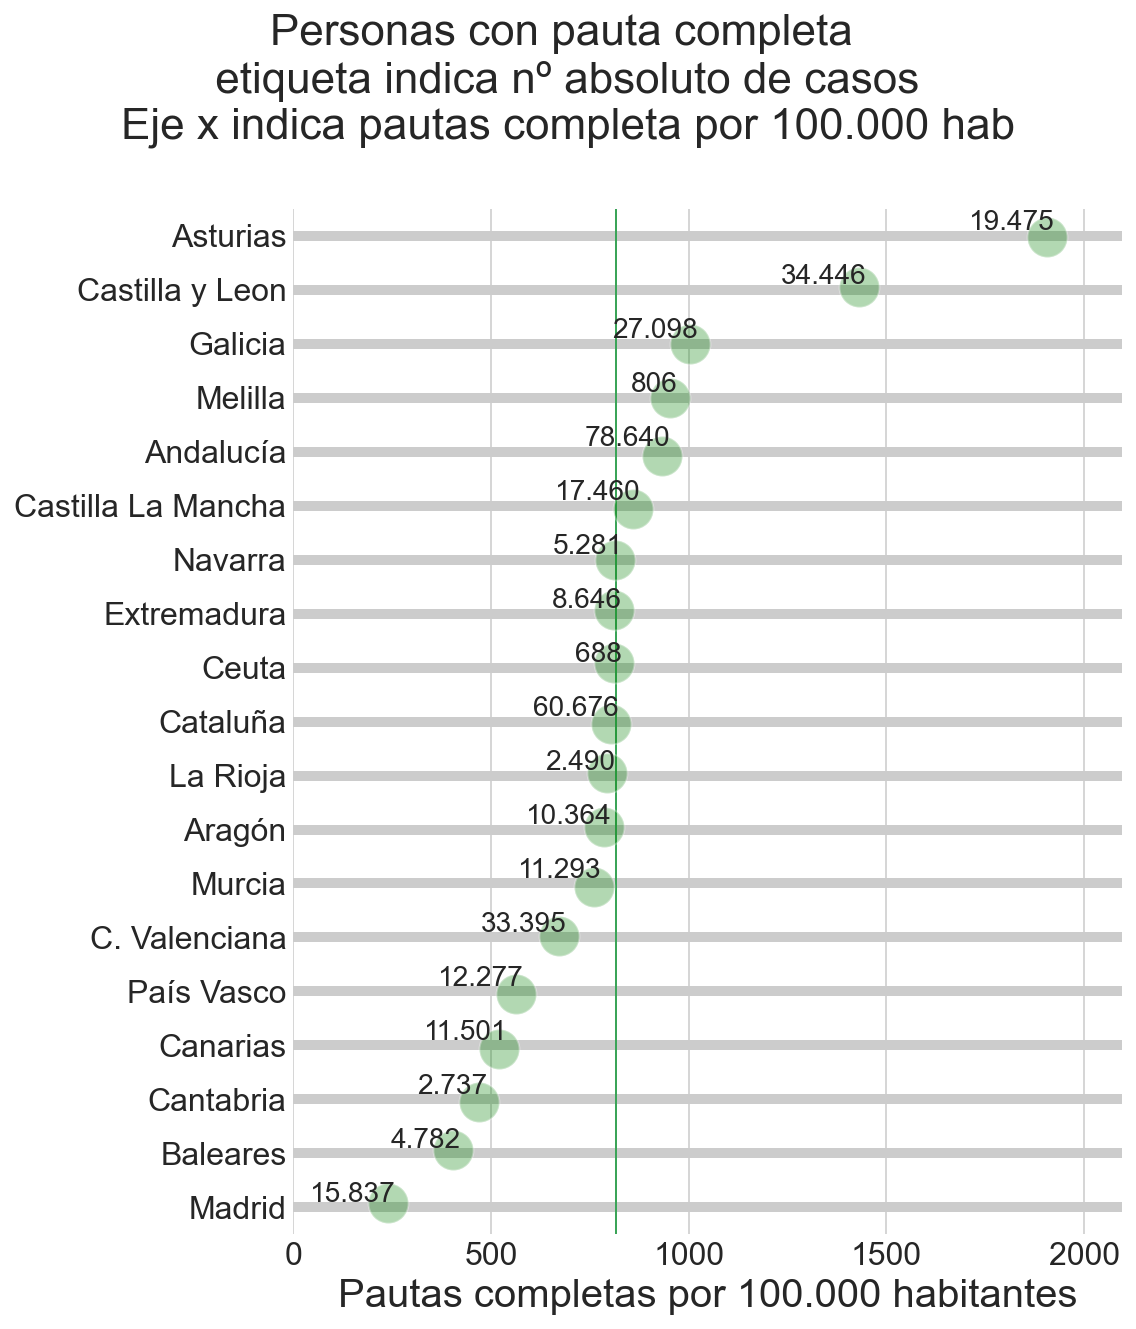 Personas con pauta completa
etiqueta indica nº absoluto de casos
Eje x indica pautas completa por 100.000 hab
Asturias 19.475
Castilla y Leon 34.446
Galicia 27.098
Melilla 806
Andalucía 78.640
Castilla La Mancha 17.460
Navarra 5.281
Extremadura 8.646
Ceuta 688
Cataluña 60.676
La Rioja 2.490
Aragón 10.364
Murcia 11.293
C. Valenciana 33.395
País Vasco 12.277
Canarias 11.501
Cantabria 2.737
Baleares 4.782
Madrid 15.837
0 500 1000 1500 2000
Pautas completas por 100.000 habitantes